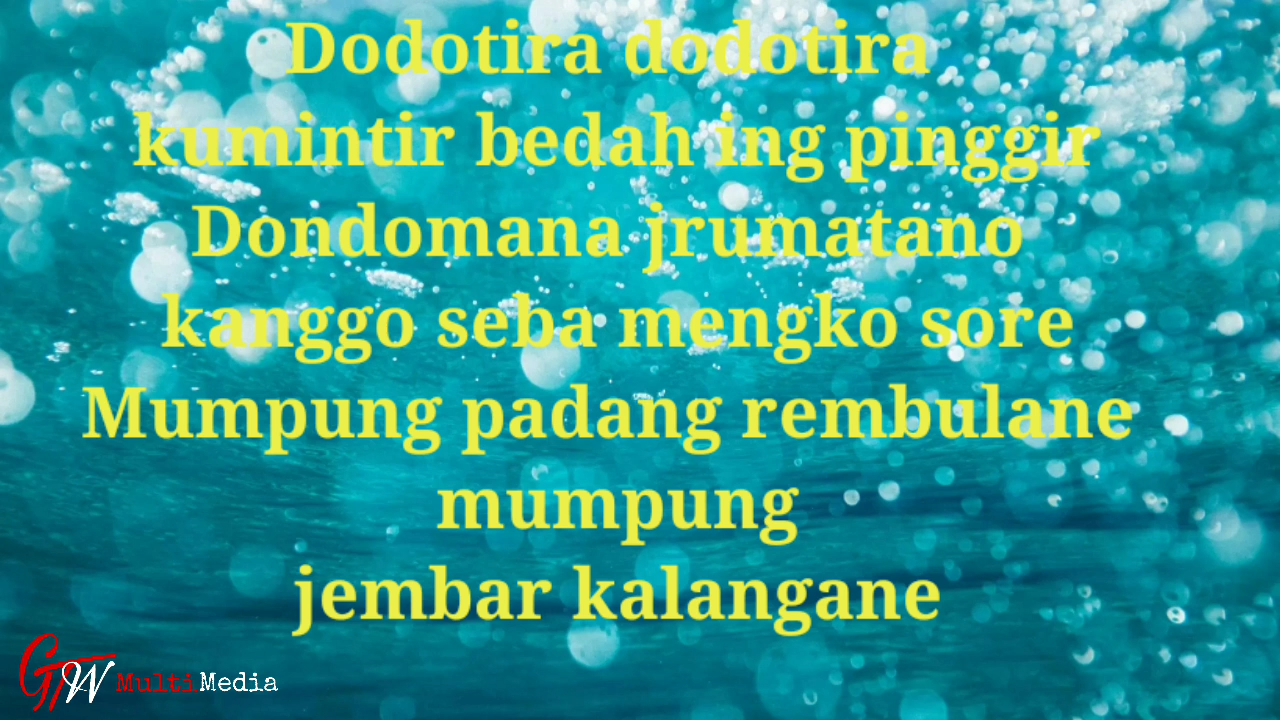 Dodotira dodotira
kumintir bedah ing pinggir
Dondomana jrumatano
kanggo seba mengko sore
Mumpung padang rembulane
mumpung
jembar kalangane
GTW MultiMedia